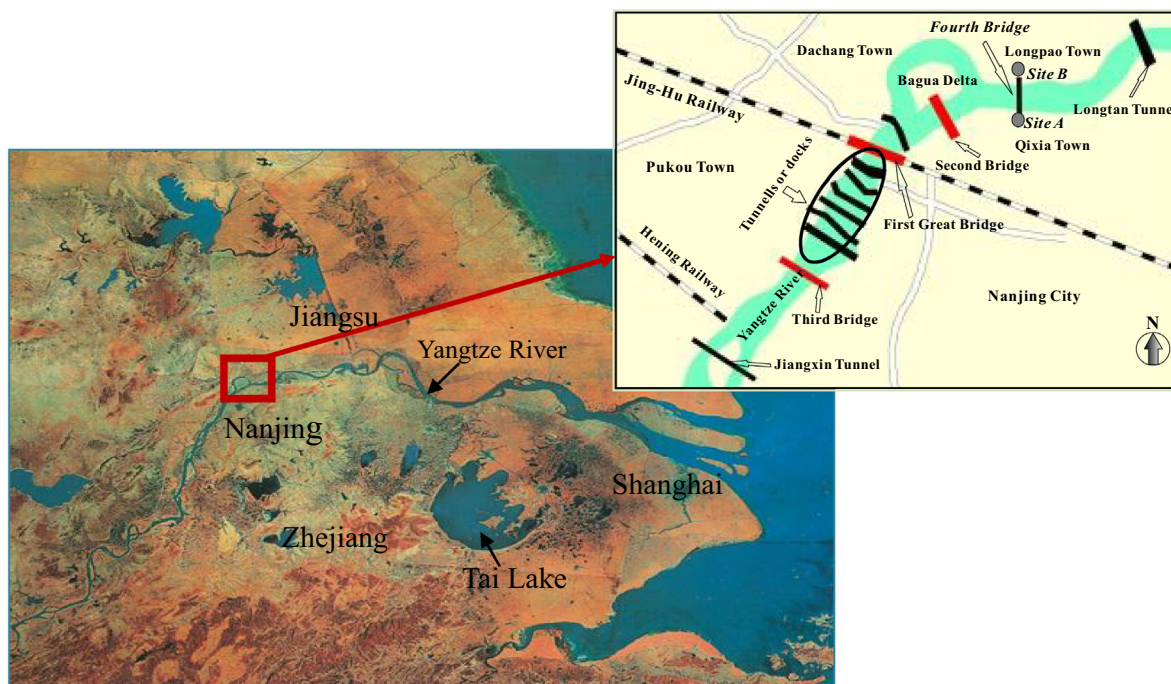 Fourth Bridge
Dachang Town
Longpao Town
Jing-Hu Railway
Bagua Delta
Site B
Longtan Tunnel
Site A
Qixia Town
Pukou Town
Second Bridge
Tunnells or docks
First Great Bridge
Hening Railway
Yangtze River
Nanjing City
N
Third Bridge
Jiangxin Tunnel
Jiangsu
Yangtze River
Nanjing
Shanghai
Zhejiang
Tai Lake